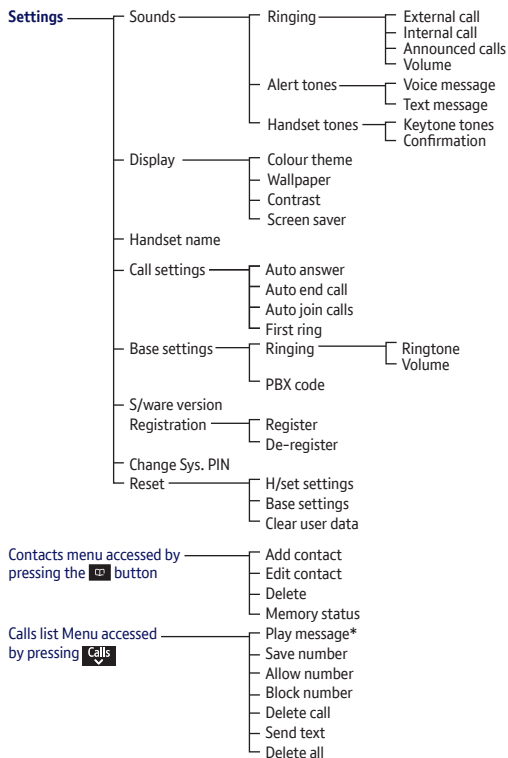 Settings Sounds Ringing External call
Internal call
Announced calls
Volume
Alert tones Voice message
Text message
Handset tones Keytone tones
Confirmation
Display Colour theme
Wallpaper
Contrast
Screen saver
Handset name
Call settings Auto answer
Auto end call
Auto join calls
First ring
Base settings Ringing Ringtone
Volume
PBX code
S/ware version
Registration Register
De-register
Change Sys. PIN
Reset H/set settings
Base settings
Clear user data
Contacts menu accessed by Add contact
pressing the button Edit contact
Delete
Memory status
Calls list Menu accessed Play message*
by pressing Calls Save number
Allow number
Block number
Delete call
Send text
Delete all